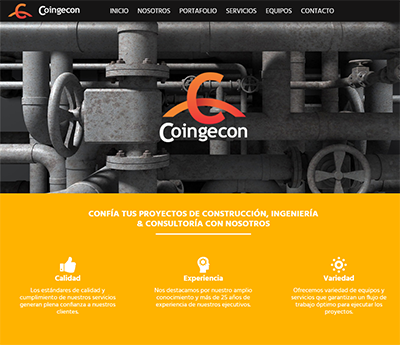 Coingecon
INICIO NOSOTROS PORTAFOLIO SERVICIOS EQUIPOS CONTACTO
Coingecon
CONFÍA TUS PROYECTOS DE CONSTRUCCIÓN, INGENIERÍA
& CONSULTORÍA CON NOSOTROS
Calidad
Los estándares de calidad y
cumplimiento de nuestros servicios
generan plena confianza a nuestros
clientes.
Experiencia
Nos destacamos por nuestro amplio
conocimiento y más de 25 años de
experiencia de nuestros ejecutivos.
Variedad
Ofrecemos variedad de equipos y
servicios que garantizan un flujo de
trabajo óptimo para ejecutar los
proyectos.